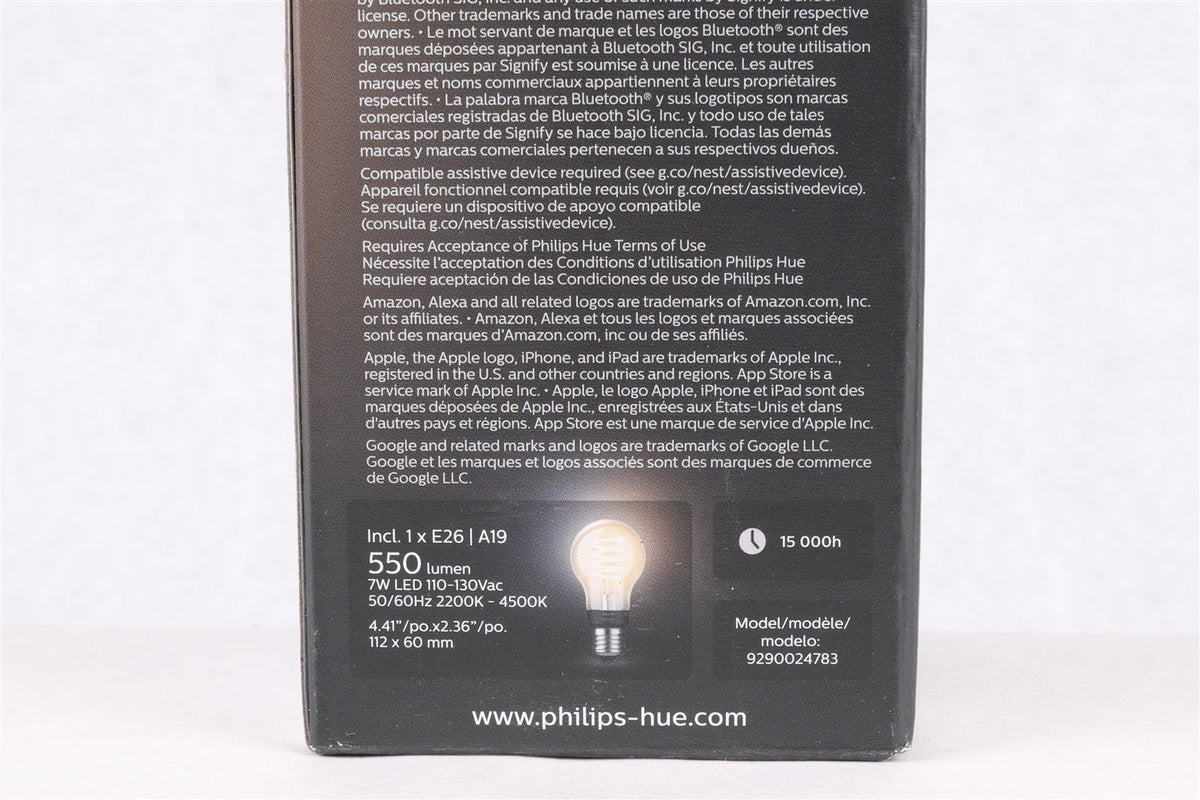 by Bluetooth SIG, Inc. and any use of such marks by Signify is under
license. Other trademarks and trade names are those of their respective
owners. • Le mot servant de marque et les logos Bluetooth® sont des
marques déposées appartenant à Bluetooth SIG, Inc. et toute utilisation
de ces marques par Signify est soumise à une licence. Les autres
marques et noms commerciaux appartiennent à leurs propriétaires
respectifs. • La palabra marca Bluetooth® y sus logotipos son marcas
comerciales registradas de Bluetooth SIG, Inc. y todo uso de tales
marcas por parte de Signify se hace bajo licencia. Todas las demás
marcas y marcas comerciales pertenecen a sus respectivos dueños.
Compatible assistive device required (see g.co/nest/assistivedevice).
Appareil fonctionnel compatible requis (voir g.co/nest/assistivedevice).
Se requiere un dispositivo de apoyo compatible
(consulta g.co/nest/assistivedevice).
Requires Acceptance of Philips Hue Terms of Use
Nécessite l'acceptation des Conditions d'utilisation Philips Hue
Requiere aceptación de las Condiciones de uso de Philips Hue
Amazon, Alexa and all related logos are trademarks of Amazon.com, Inc.
or its affiliates. • Amazon, Alexa et tous les logos et marques associées
sont des marques d'Amazon.com, inc ou de ses affiliés.
Apple, the Apple logo, iPhone, and iPad are trademarks of Apple Inc.,
registered in the U.S. and other countries and regions. App Store is a
service mark of Apple Inc. • Apple, le logo Apple, iPhone et iPad sont des
marques déposées de Apple Inc., enregistrées aux États-Unis et dans
d'autres pays et régions. App Store est une marque de service d'Apple Inc.
Google and related marks and logos are trademarks of Google LLC.
Google et les marques et logos associés sont des marques de commerce
de Google LLC.
Incl. 1 x E26 | A19
550 lumen
7W LED 110-130Vac
50/60Hz 2200K - 4500K
4.41”/po.x2.36”/po.
112 x 60 mm
15 000h
Model/modèle/
modelo:
9290024783
www.philips-hue.com